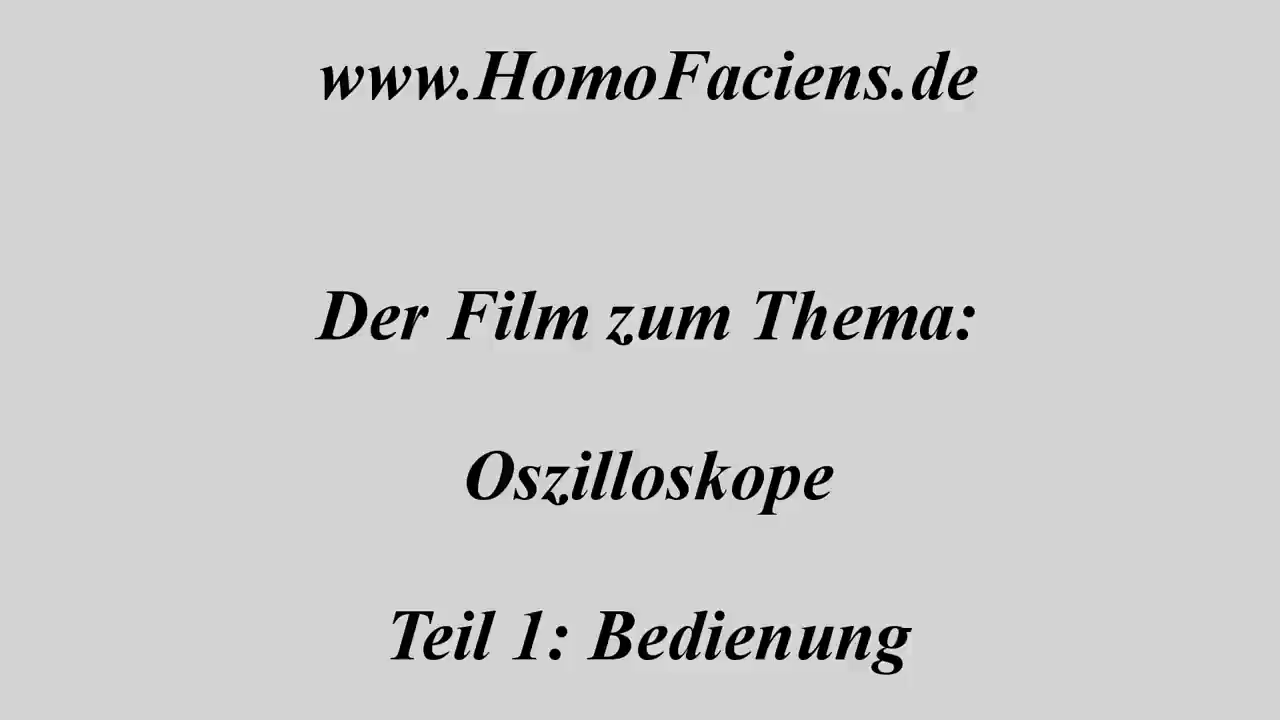 www.HomoFaciens.de
Der Film zum Thema:
Oszilloskope
Teil 1: Bedienung